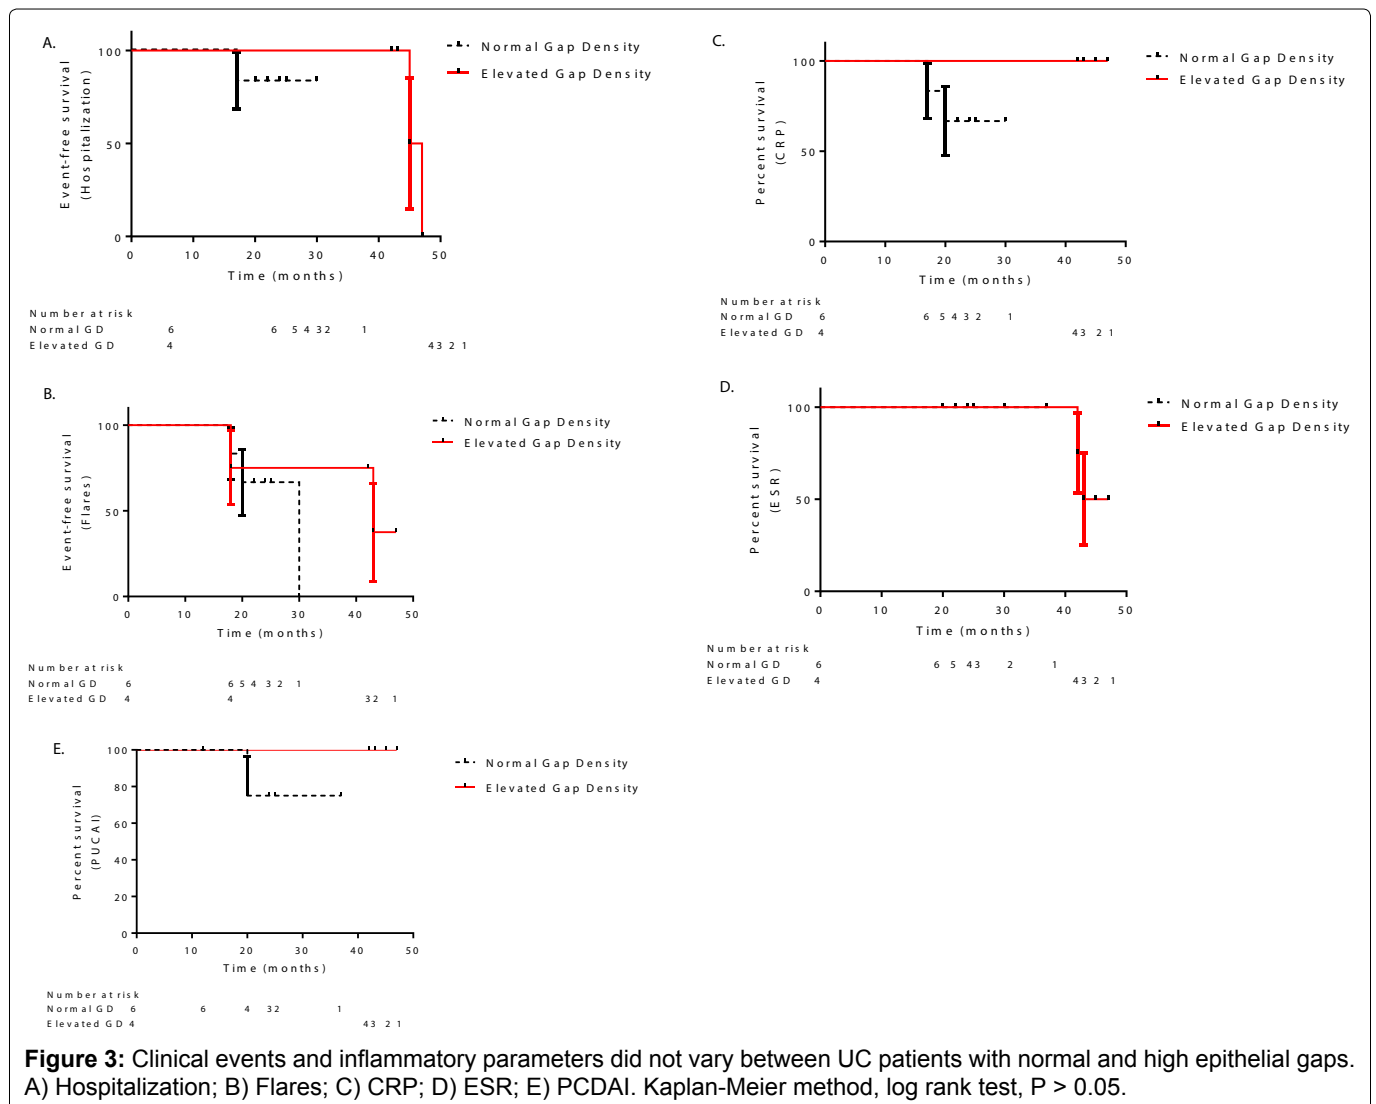 A.
Event-free survival
(Hospitalization)
100
50
0
0 10 20 30 40 50
Time (months)
Normal Gap Density
Elevated Gap Density
Number at risk
Normal GD 6 6 5 4 3 2 1
Elevated GD 4 4 3 2 1
C.
Percent survival
(CRP)
100
50
0
0 10 20 30 40 50
Time (months)
Normal Gap Density
Elevated Gap Density
Number at risk
Normal GD 6 6 5 4 3 2 1
Elevated GD 4 4 3 2 1
B.
Event-free survival
(Flares)
100
50
0
0 10 20 30 40 50
Time (months)
Normal Gap Density
Elevated Gap Density
Number at risk
Normal GD 6 6 5 4 3 2 1
Elevated GD 4 4 3 2 1
D.
Percent survival
(ESR)
100
50
0
0 10 20 30 40 50
Time (months)
Normal Gap Density
Elevated Gap Density
Number at risk
Normal GD 6 6 5 4 3 2 1
Elevated GD 4 4 3 2 1
E.
Percent survival
(PUCAI)
100
80
60
40
20
0
0 10 20 30 40 50
Time (months)
Normal Gap Density
Elevated Gap Density
Number at risk
Normal GD 6 6 4 3 2 1
Elevated GD 4 4 3 2 1
Figure 3: Clinical events and inflammatory parameters did not vary between UC patients with normal and high epithelial gaps.
A) Hospitalization; B) Flares; C) CRP; D) ESR; E) PCDAI. Kaplan-Meier method, log rank test, P > 0.05.